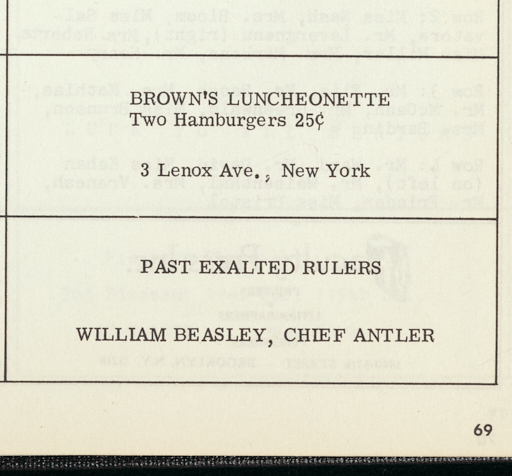 BROWN'S LUNCHEONETTE
Two Hamburgers 25¢
3 Lenox Ave., New York
PAST EXALTED RULERS
WILLIAM BEASLEY, CHIEF ANTLER
69